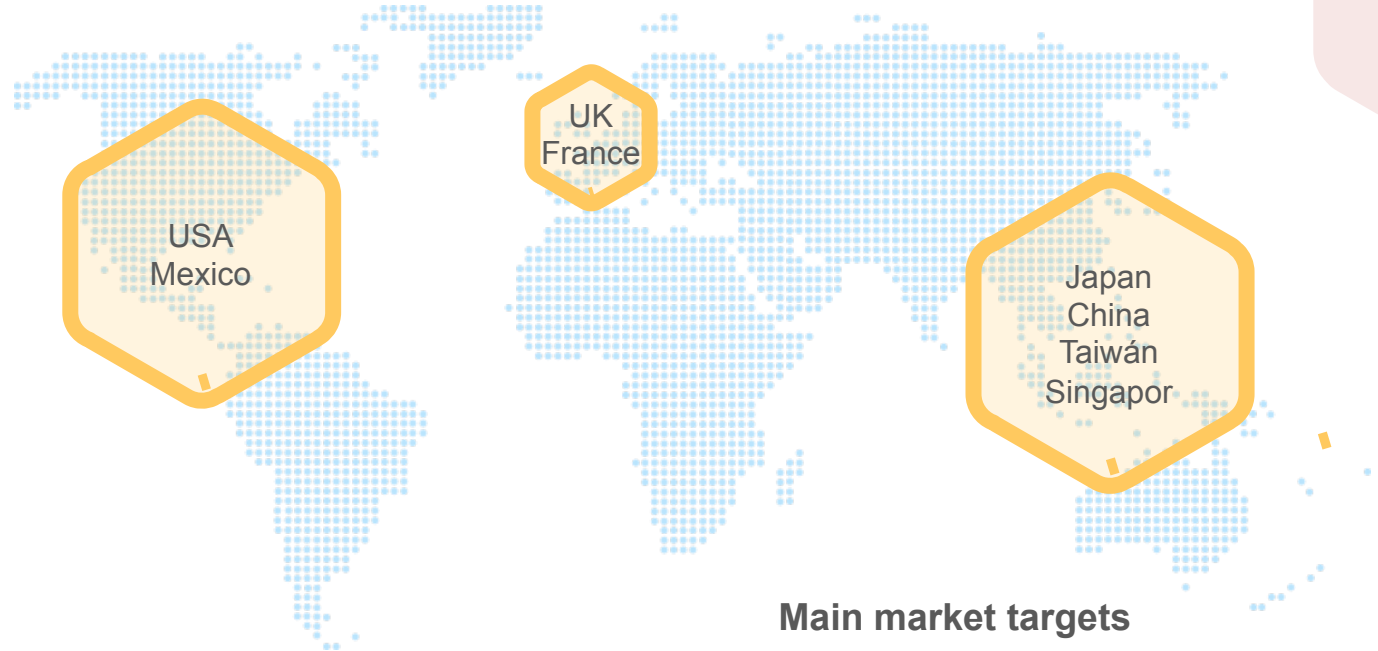 USA
Mexico
UK
France
Japan
China
Taiwán
Singapor
Main market targets